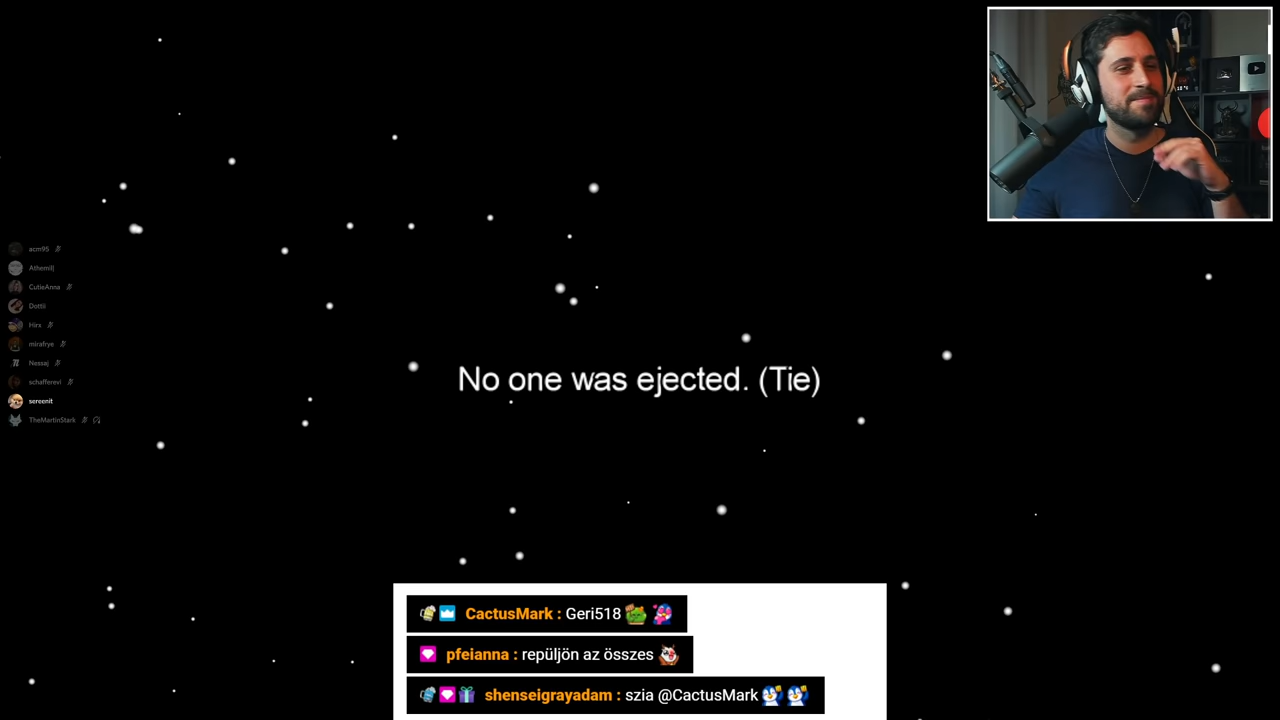 acm95
Athemili
CutieAnna
Dottii
Hirx
mirafrye
Nessaj
schafferevi
sereenit
TheMartinStark
No one was ejected. (Tie)
CactusMark : Geri518
pfeianna : repüljön az összes
shenseigrayadam : szia @CactusMark